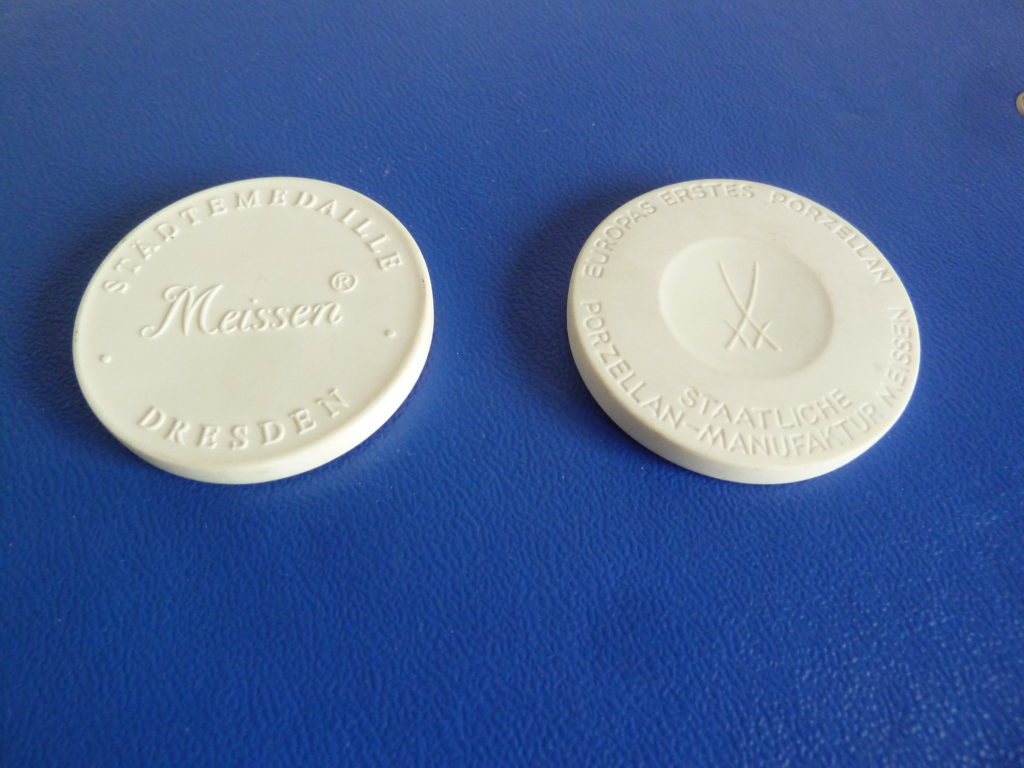 STÄDTEMEDAILLE
Meissen®
DRESDEN
EUROPAS ERSTES PORZELLAN
STAATLICHE
PORZELLAN-MANUFAKTUR MEISSEN